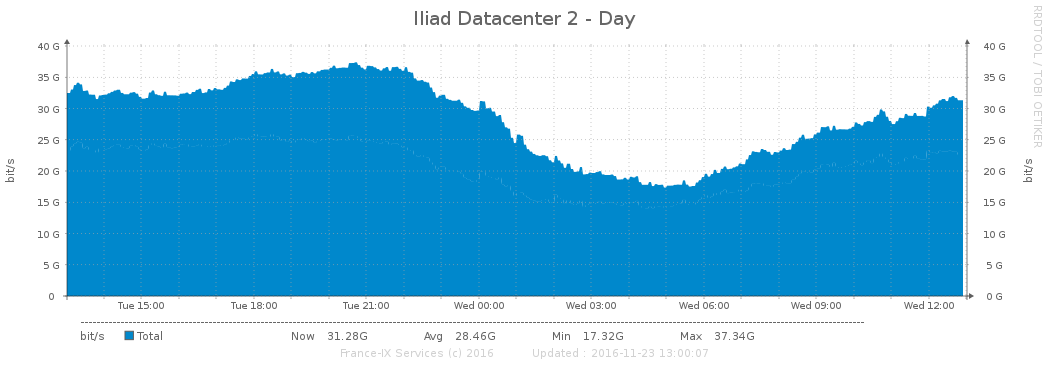 Iliad Datacenter 2 - Day
RRDTOOL / TOBI OETIKER
40 G 40 G
35 G 35 G
30 G 30 G
25 G 25 G
20 G 20 G
15 G 15 G
10 G 10 G
5 G 5 G
0 0 G
bit/s bit/s
Tue 15:00 Tue 18:00 Tue 21:00 Wed 00:00 Wed 03:00 Wed 06:00 Wed 09:00 Wed 12:00
bit/s Total Now 31.28G Avg 28.46G Min 17.32G Max 37.34G
France-IX Services (c) 2016 Updated : 2016-11-23 13:00:07